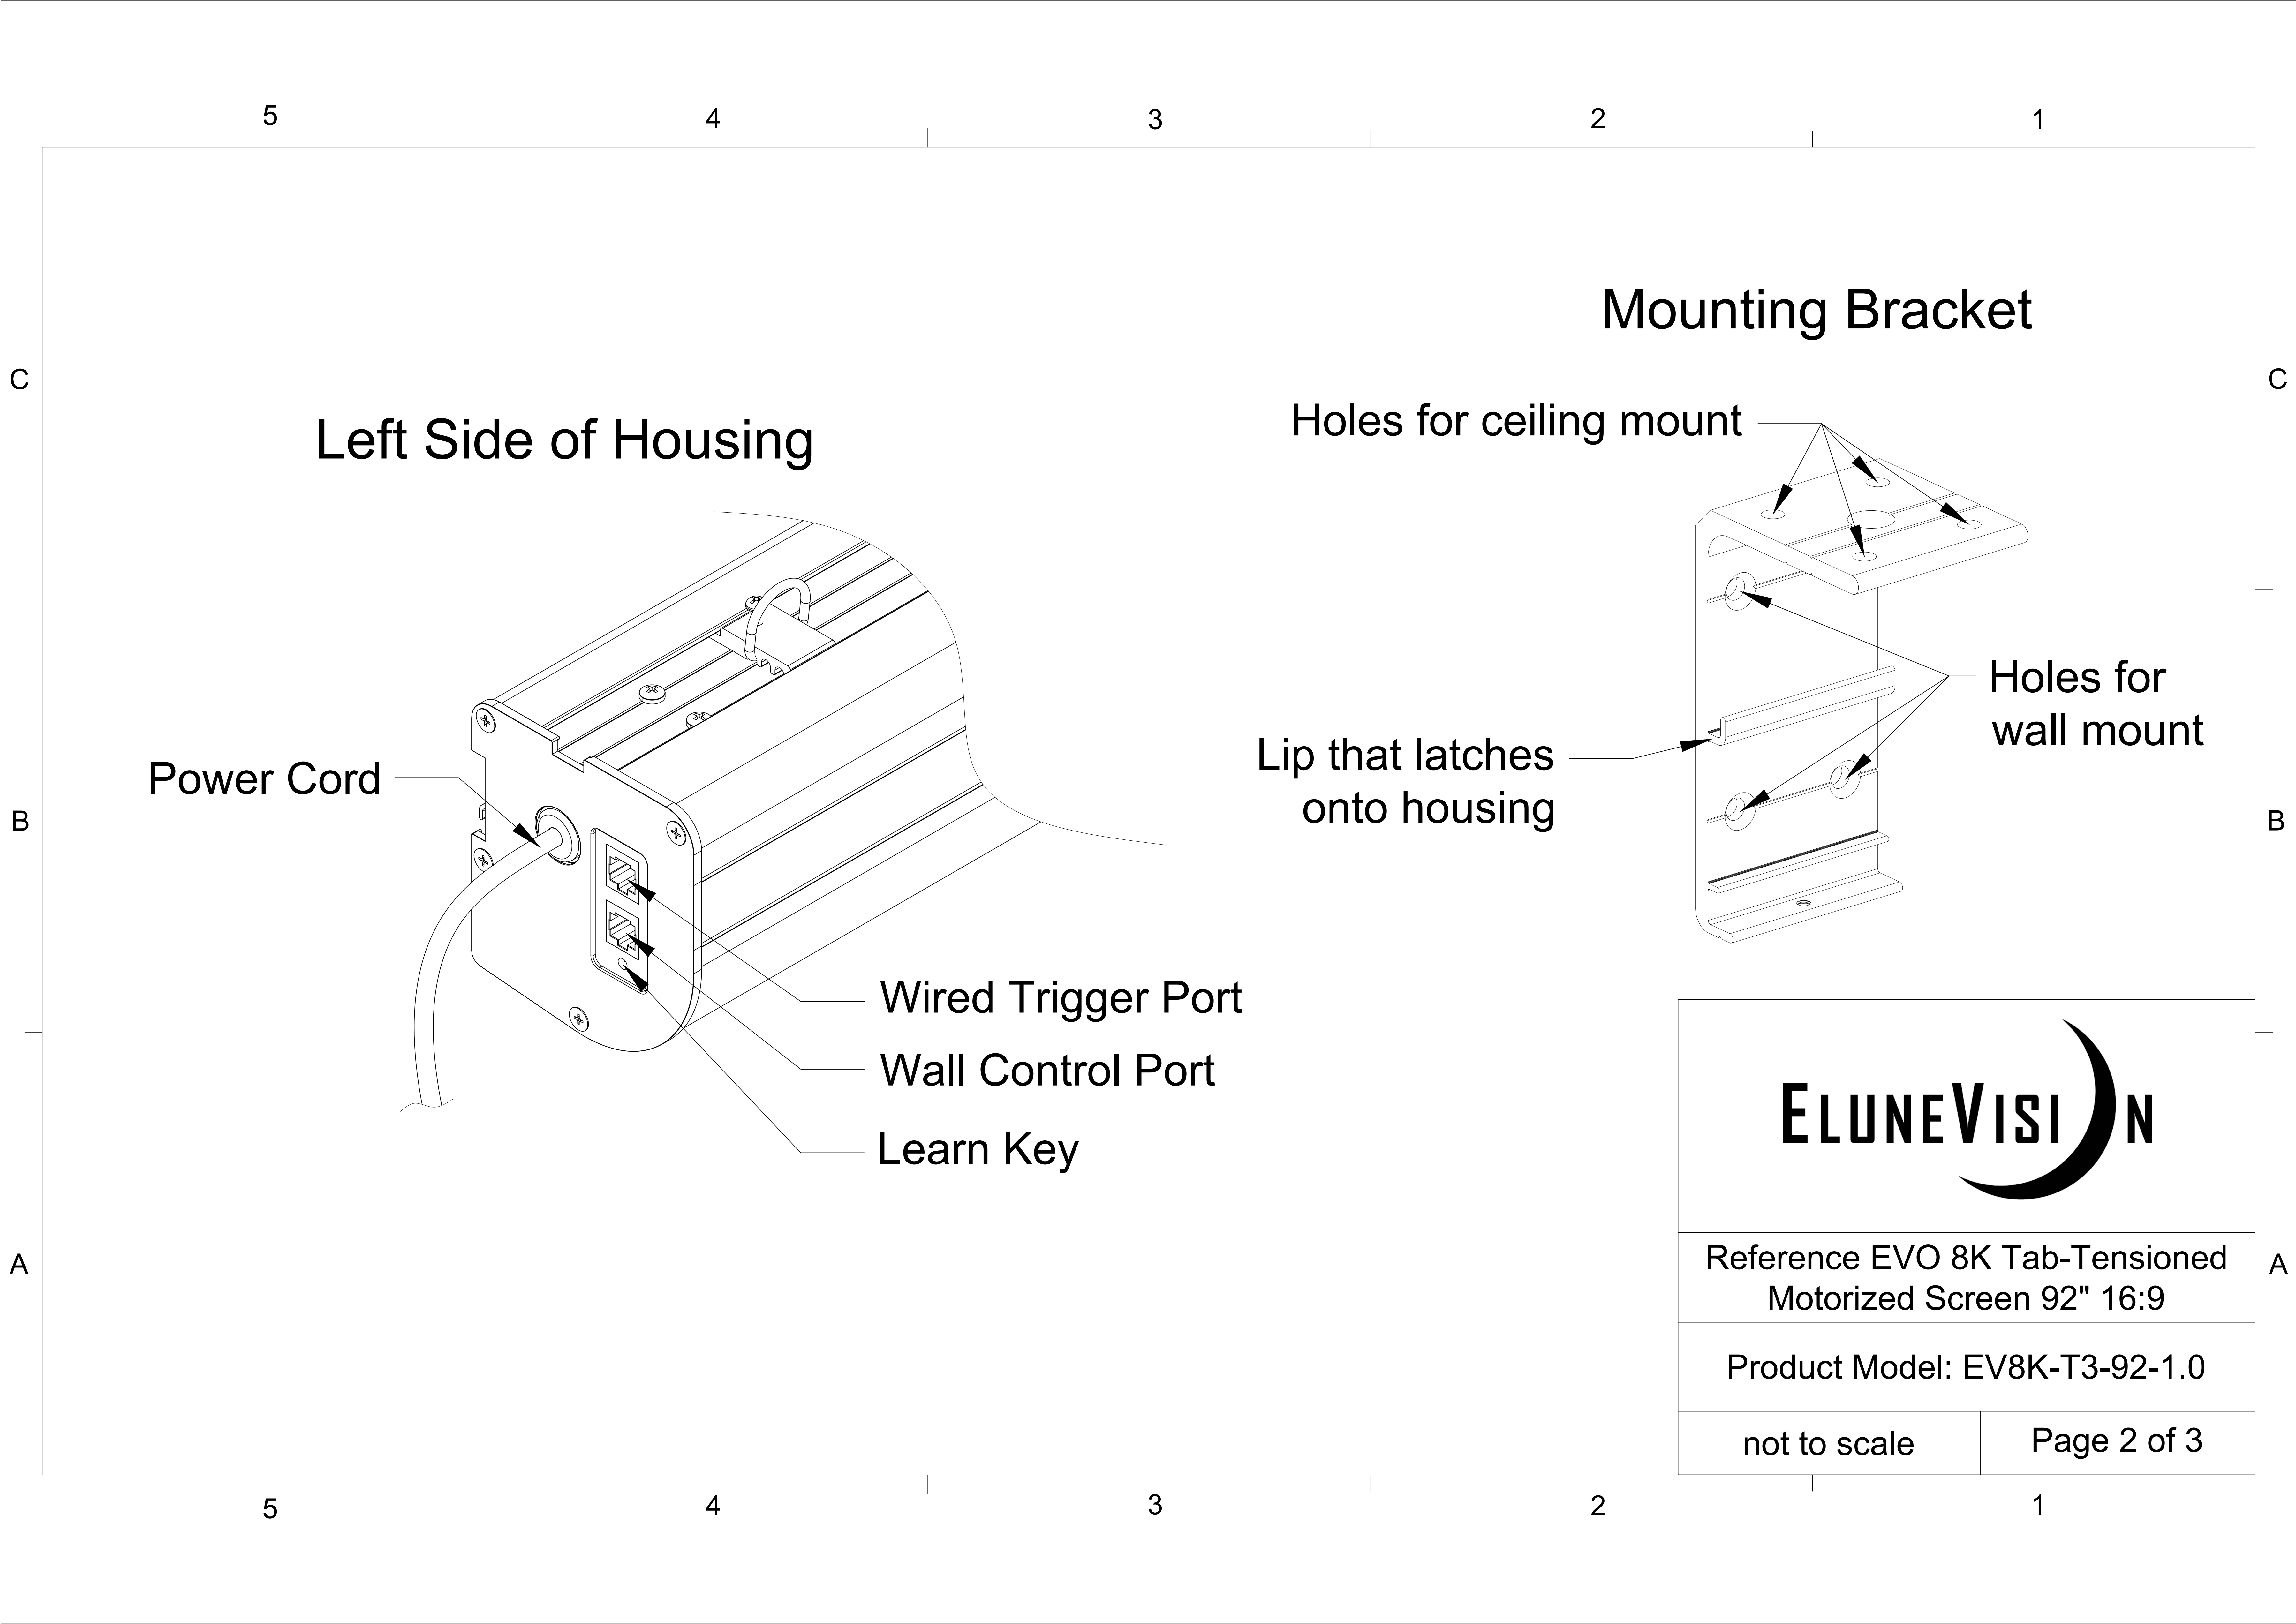 5 4 3 2 1
Mounting Bracket
C C
Holes for ceiling mount
Left Side of Housing
Holes for
wall mount
Lip that latches
onto housing
Power Cord
B B
Wired Trigger Port
Wall Control Port
Learn Key
ELUNEVISION
A A
Reference EVO 8K Tab-Tensioned
Motorized Screen 92" 16:9
Product Model: EV8K-T3-92-1.0
not to scale
Page 2 of 3
5 4 3 2 1